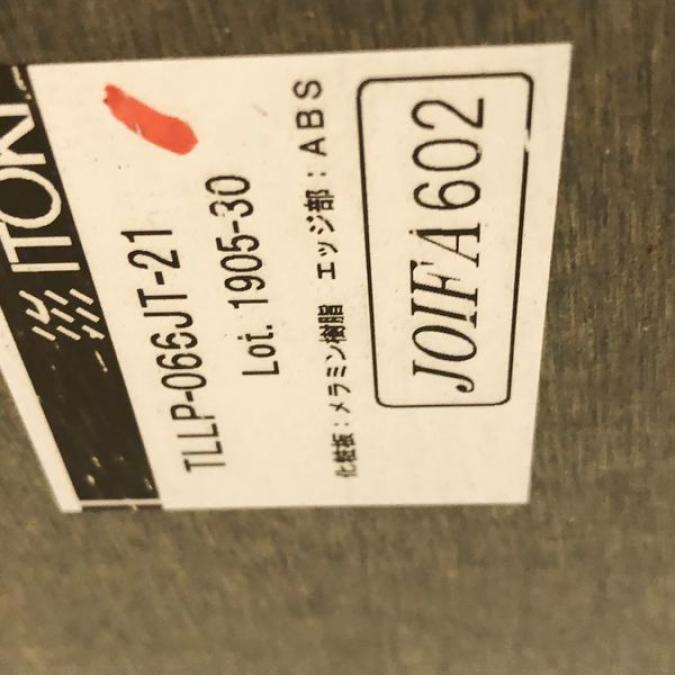 ITOKI
TLLP-066JT-21
Lot. 1905-30
化粧板：メラミン樹脂 エッジ部：ABS
JOIFA602